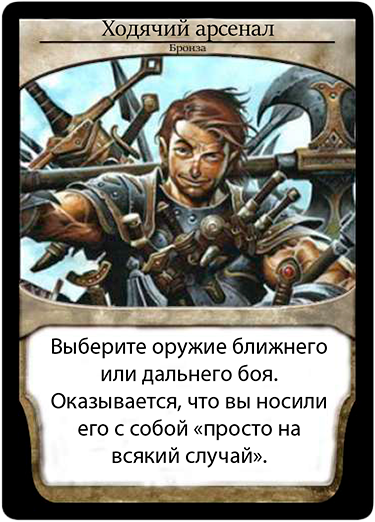 Ходячий арсенал
Бронза
Выберите оружие ближнего
или дальнего боя.
Оказывается, что вы носили
его с собой «просто на
всякий случай».